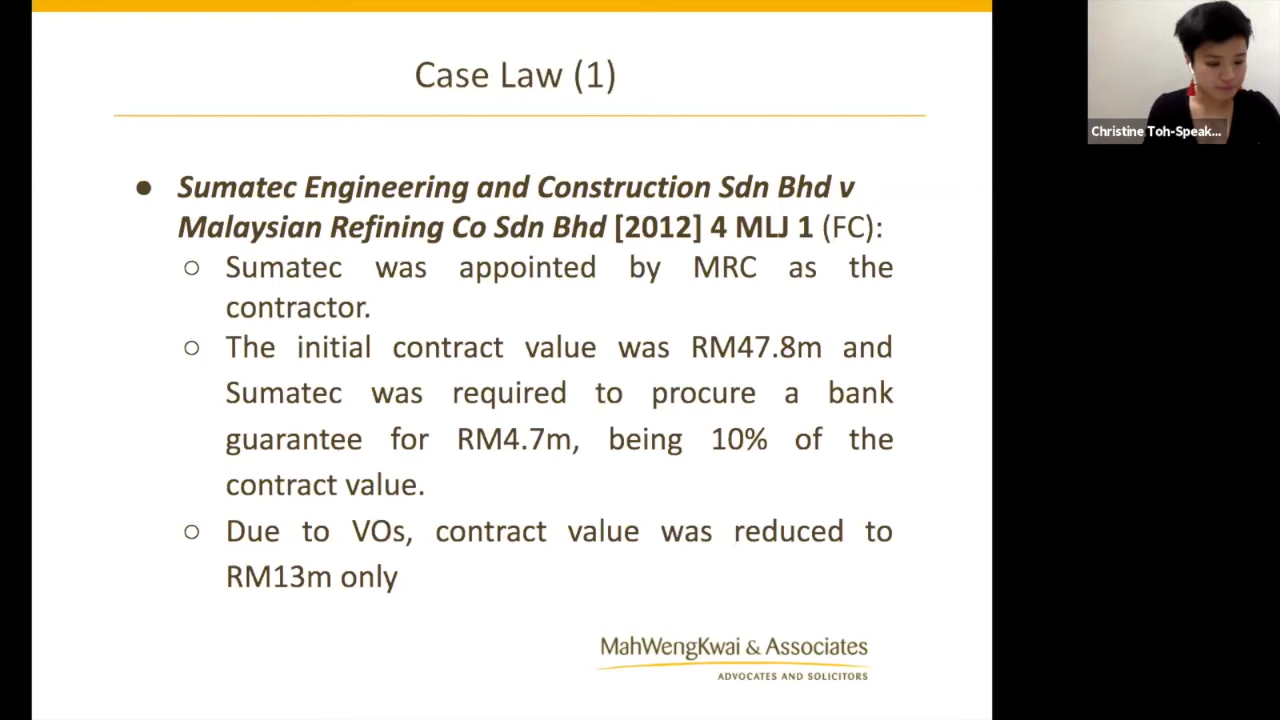 Case Law (1)
● Sumatec Engineering and Construction Sdn Bhd v
Malaysian Refining Co Sdn Bhd [2012] 4 MLJ 1 (FC):
○ Sumatec was appointed by MRC as the
contractor.
○ The initial contract value was RM47.8m and
Sumatec was required to procure a bank
guarantee for RM4.7m, being 10% of the
contract value.
○ Due to VOs, contract value was reduced to
RM13m only
MahWengKwai & Associates
ADVOCATES AND SOLICITORS
Christine Toh-Speak...